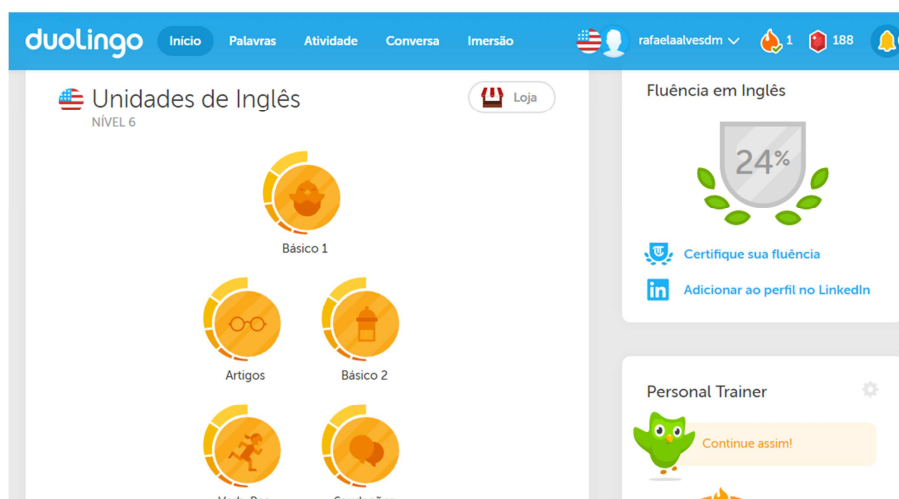 duolingo Início Palavras Atividade Conversa Imersão rafaelaalvesdm 1 188
Unidades de Inglês
NÍVEL 6
Loja
Básico 1
Artigos Básico 2
Fluência em Inglês
24%
Certifique sua fluência
in Adicionar ao perfil no LinkedIn
Personal Trainer
Continue assim!